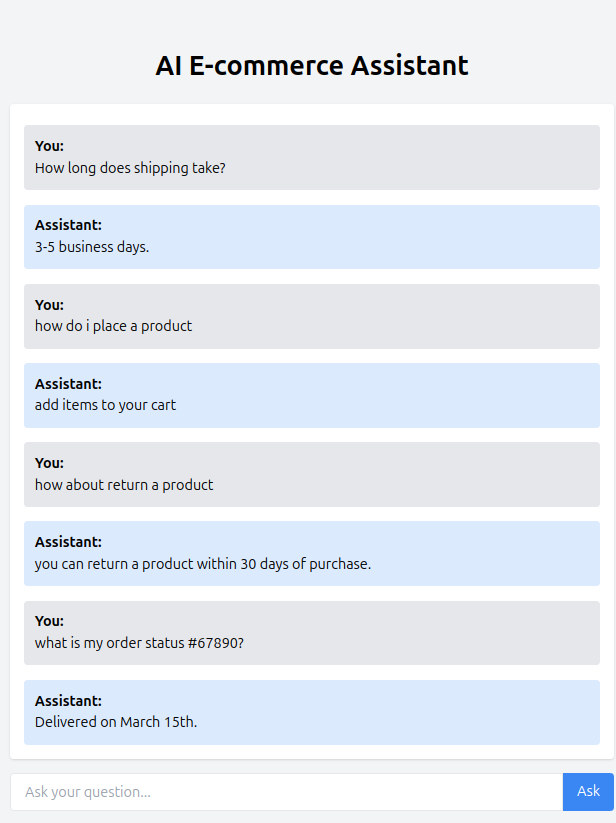 AI E-commerce Assistant
You:
How long does shipping take?
Assistant:
3-5 business days.
You:
how do i place a product
Assistant:
add items to your cart
You:
how about return a product
Assistant:
you can return a product within 30 days of purchase.
You:
what is my order status #67890?
Assistant:
Delivered on March 15th.
Ask your question...
Ask